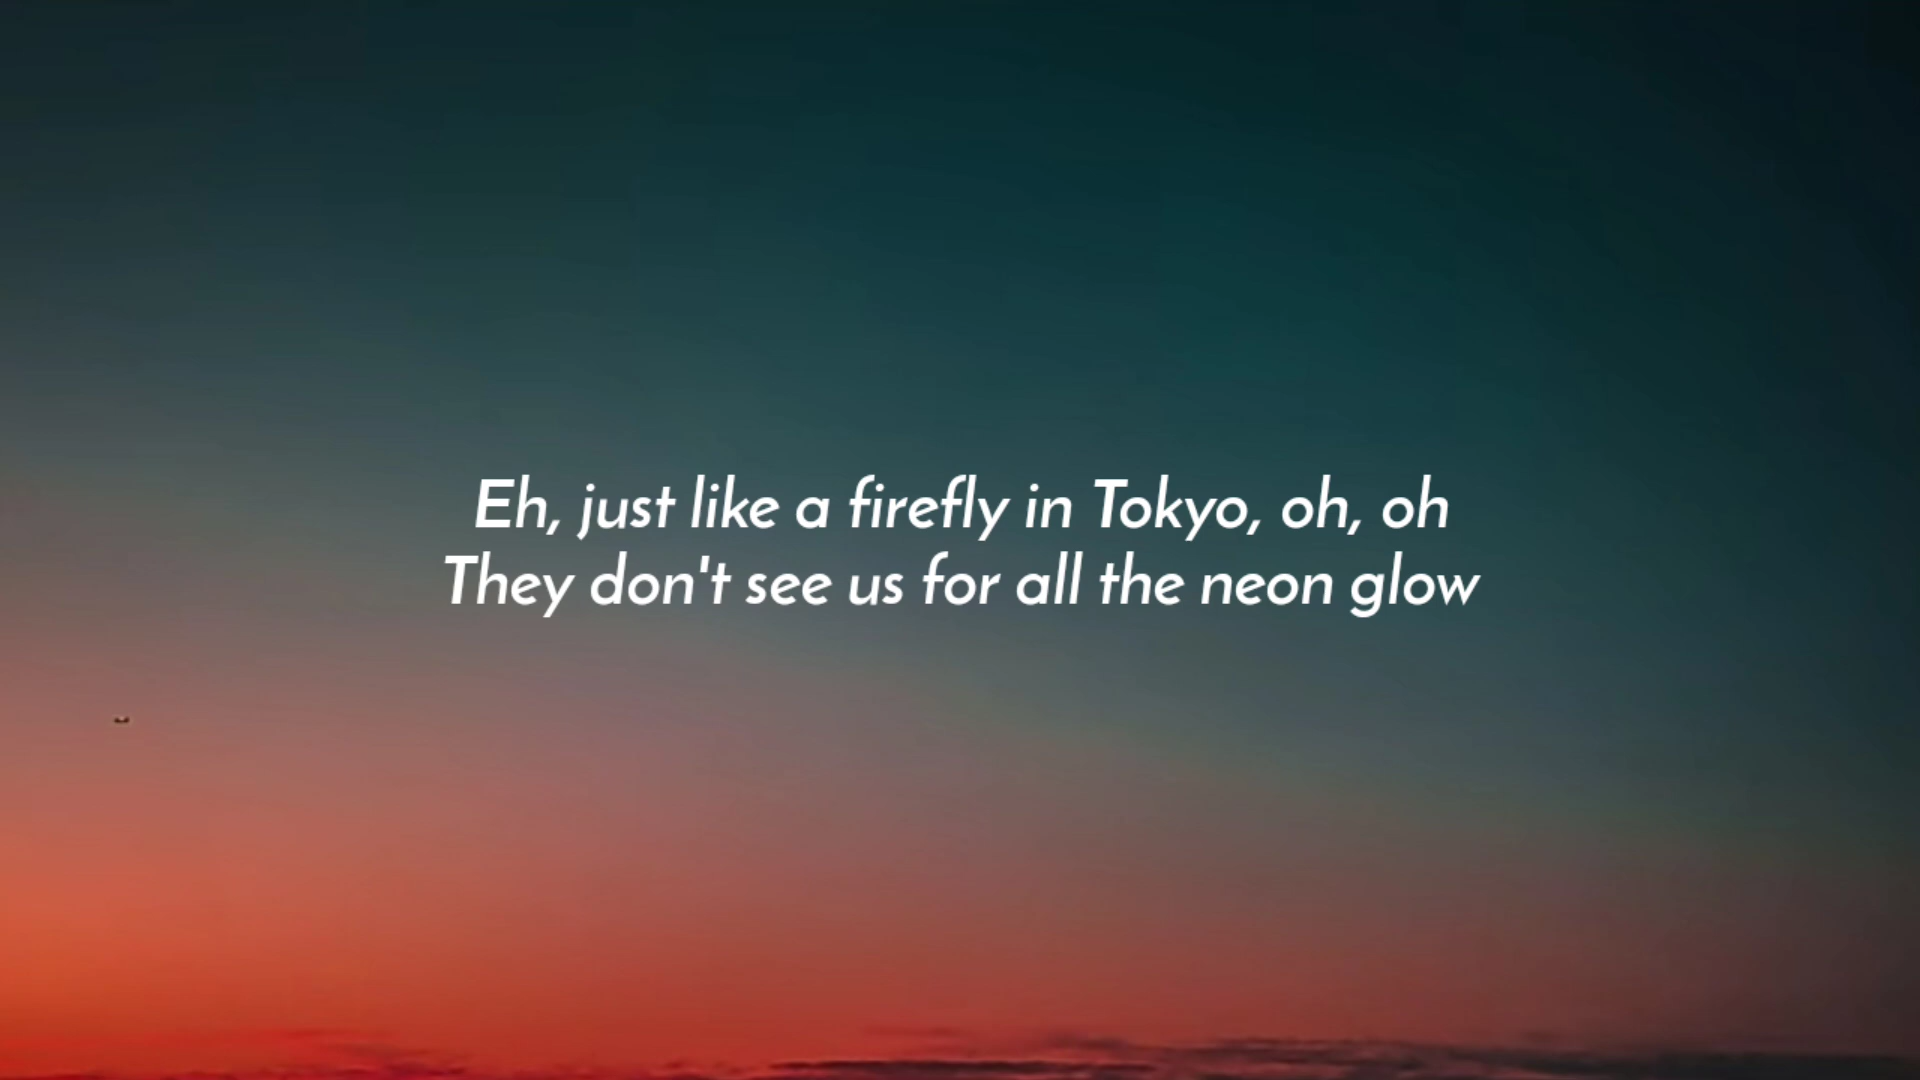 Eh, just like a firefly in Tokyo, oh, oh
They don't see us for all the neon glow